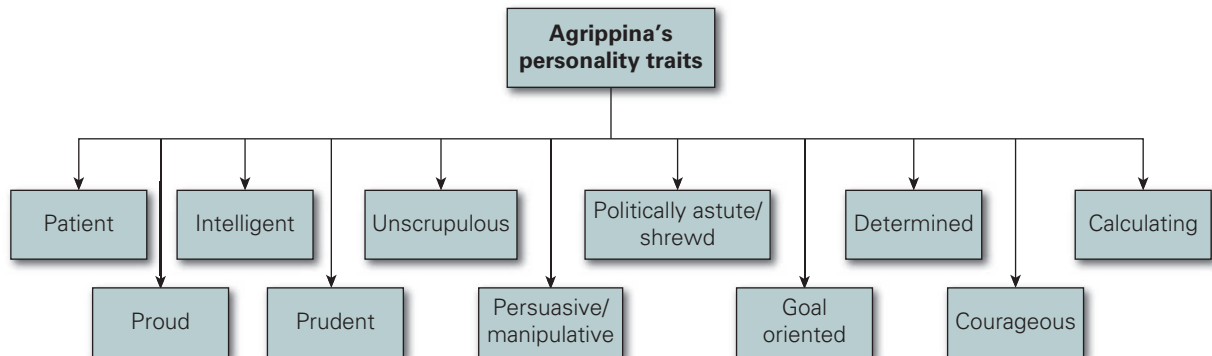 Agrippina’s
personality traits
Patient
Intelligent
Unscrupulous
Politically astute/
shrewd
Determined
Calculating
Proud
Prudent
Persuasive/
manipulative
Goal
oriented
Courageous